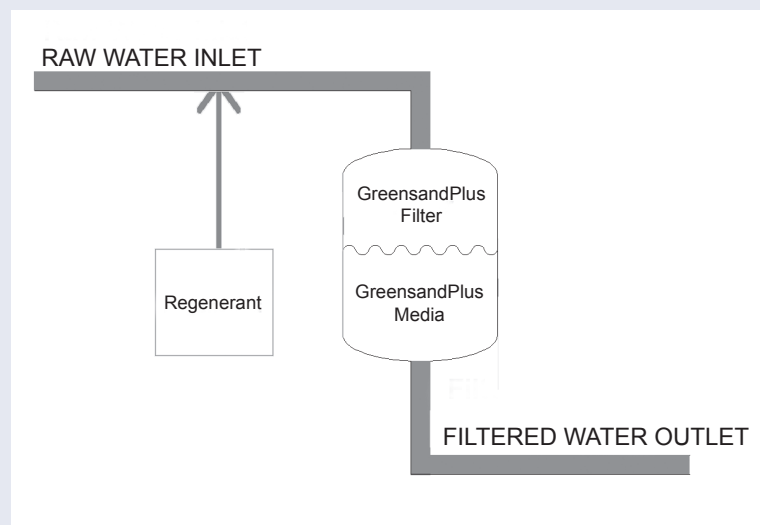 RAW WATER INLET
GreensandPlus
Filter
Regenerant
GreensandPlus
Media
FILTERED WATER OUTLET